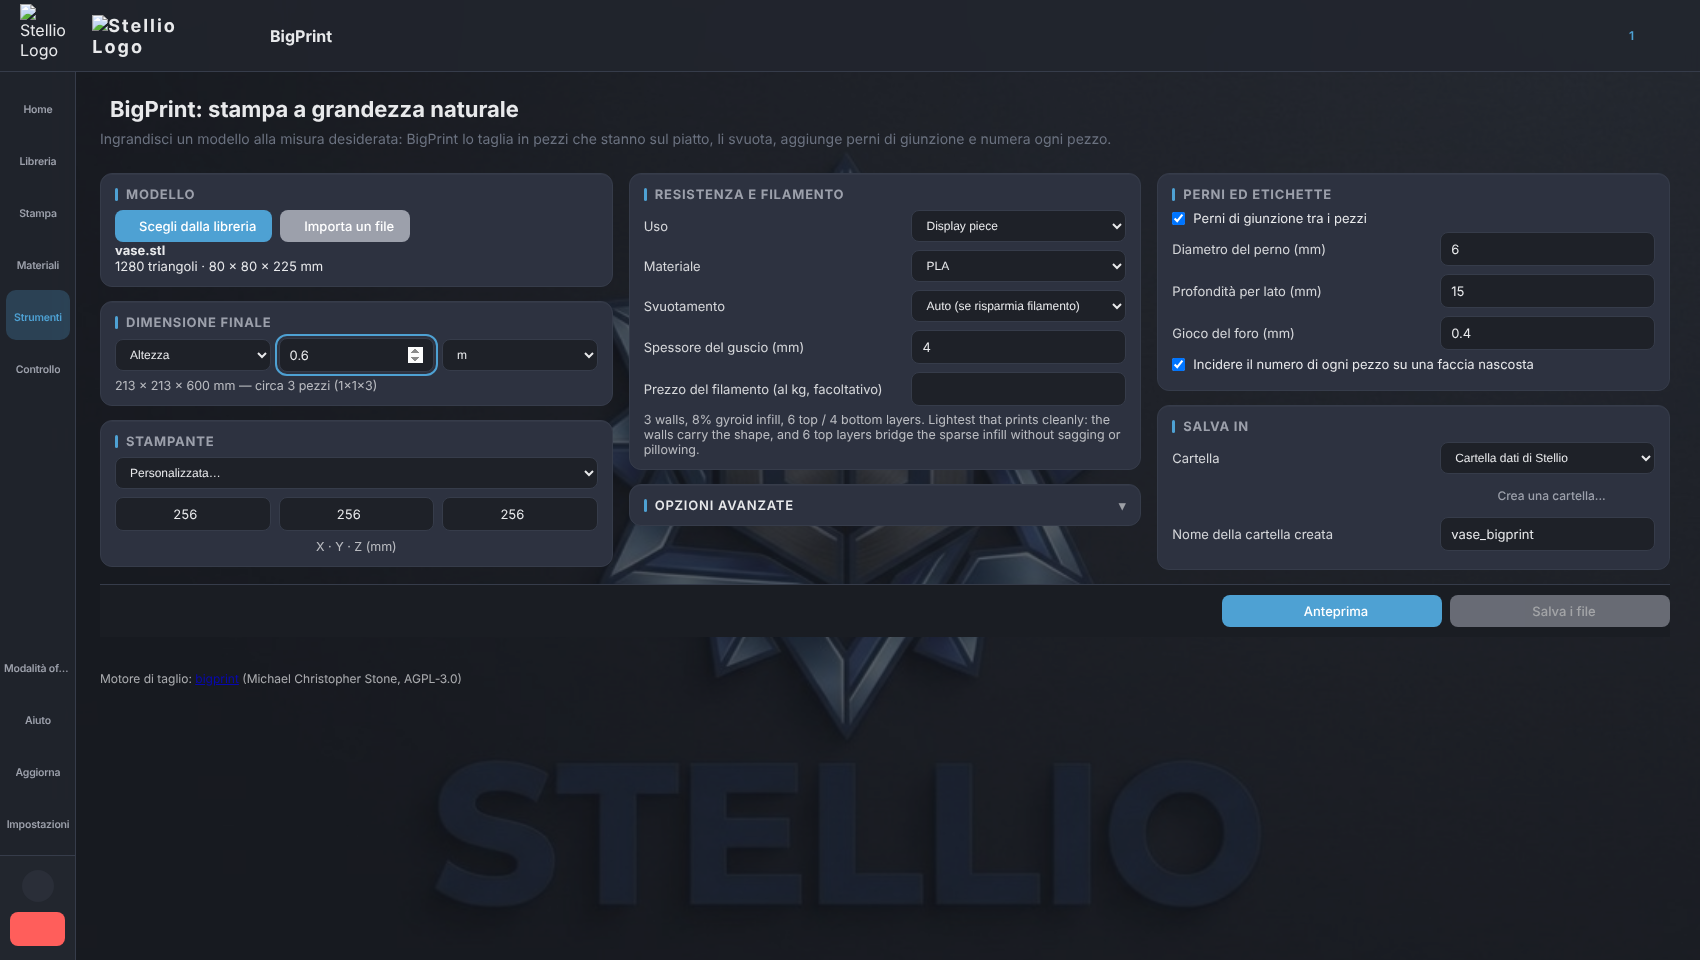 Stellio Logo
Stellio Logo
BigPrint
1
Home
Libreria
Stampa
Materiali
Strumenti
Controllo
Modalità of…
Aiuto
Aggiorna
Impostazioni
BigPrint: stampa a grandezza naturale
Ingrandisci un modello alla misura desiderata: BigPrint lo taglia in pezzi che stanno sul piatto, li svuota, aggiunge perni di giunzione e numera ogni pezzo.
MODELLO
Scegli dalla libreria
Importa un file
vase.stl
1280 triangoli · 80 × 80 × 225 mm
DIMENSIONE FINALE
Altezza
0.6
m
213 × 213 × 600 mm — circa 3 pezzi (1×1×3)
STAMPANTE
Personalizzata…
256
256
256
X · Y · Z (mm)
RESISTENZA E FILAMENTO
Uso
Display piece
Materiale
PLA
Svuotamento
Auto (se risparmia filamento)
Spessore del guscio (mm)
4
Prezzo del filamento (al kg, facoltativo)
3 walls, 8% gyroid infill, 6 top / 4 bottom layers. Lightest that prints cleanly: the
walls carry the shape, and 6 top layers bridge the sparse infill without sagging or
pillowing.
OPZIONI AVANZATE
PERNI ED ETICHETTE
Perni di giunzione tra i pezzi
Diametro del perno (mm)
6
Profondità per lato (mm)
15
Gioco del foro (mm)
0.4
Incidere il numero di ogni pezzo su una faccia nascosta
SALVA IN
Cartella
Cartella dati di Stellio
Crea una cartella…
Nome della cartella creata
vase_bigprint
Anteprima
Salva i file
Motore di taglio: bigprint (Michael Christopher Stone, AGPL-3.0)
STELLIO